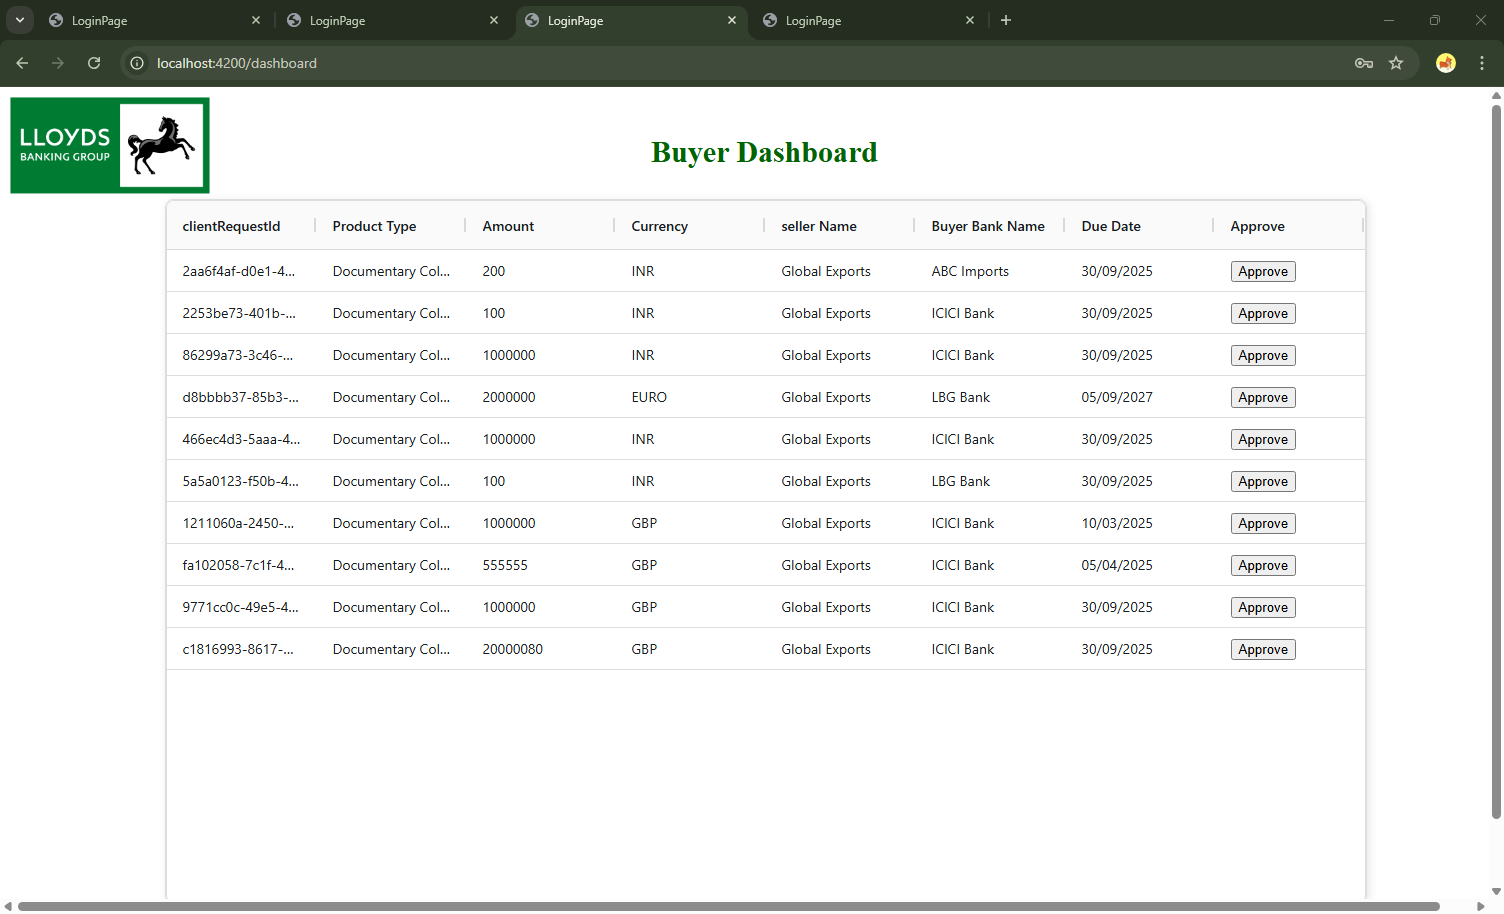 LoginPage LoginPage LoginPage LoginPage
localhost:4200/dashboard
LLOYDS
BANKING GROUP
Buyer Dashboard
clientRequestId Product Type Amount Currency seller Name Buyer Bank Name Due Date Approve
2aa6f4af-d0e1-4... Documentary Col... 200 INR Global Exports ABC Imports 30/09/2025 Approve
2253be73-401b-... Documentary Col... 100 INR Global Exports ICICI Bank 30/09/2025 Approve
86299a73-3c46-... Documentary Col... 1000000 INR Global Exports ICICI Bank 30/09/2025 Approve
d8bbbb37-85b3-... Documentary Col... 2000000 EURO Global Exports LBG Bank 05/09/2027 Approve
466ec4d3-5aaa-4... Documentary Col... 1000000 INR Global Exports ICICI Bank 30/09/2025 Approve
5a5a0123-f50b-4... Documentary Col... 100 INR Global Exports LBG Bank 30/09/2025 Approve
1211060a-2450-... Documentary Col... 1000000 GBP Global Exports ICICI Bank 10/03/2025 Approve
fa102058-7c1f-4... Documentary Col... 555555 GBP Global Exports ICICI Bank 05/04/2025 Approve
9771cc0c-49e5-4... Documentary Col... 1000000 GBP Global Exports ICICI Bank 30/09/2025 Approve
c1816993-8617-... Documentary Col... 20000080 GBP Global Exports ICICI Bank 30/09/2025 Approve